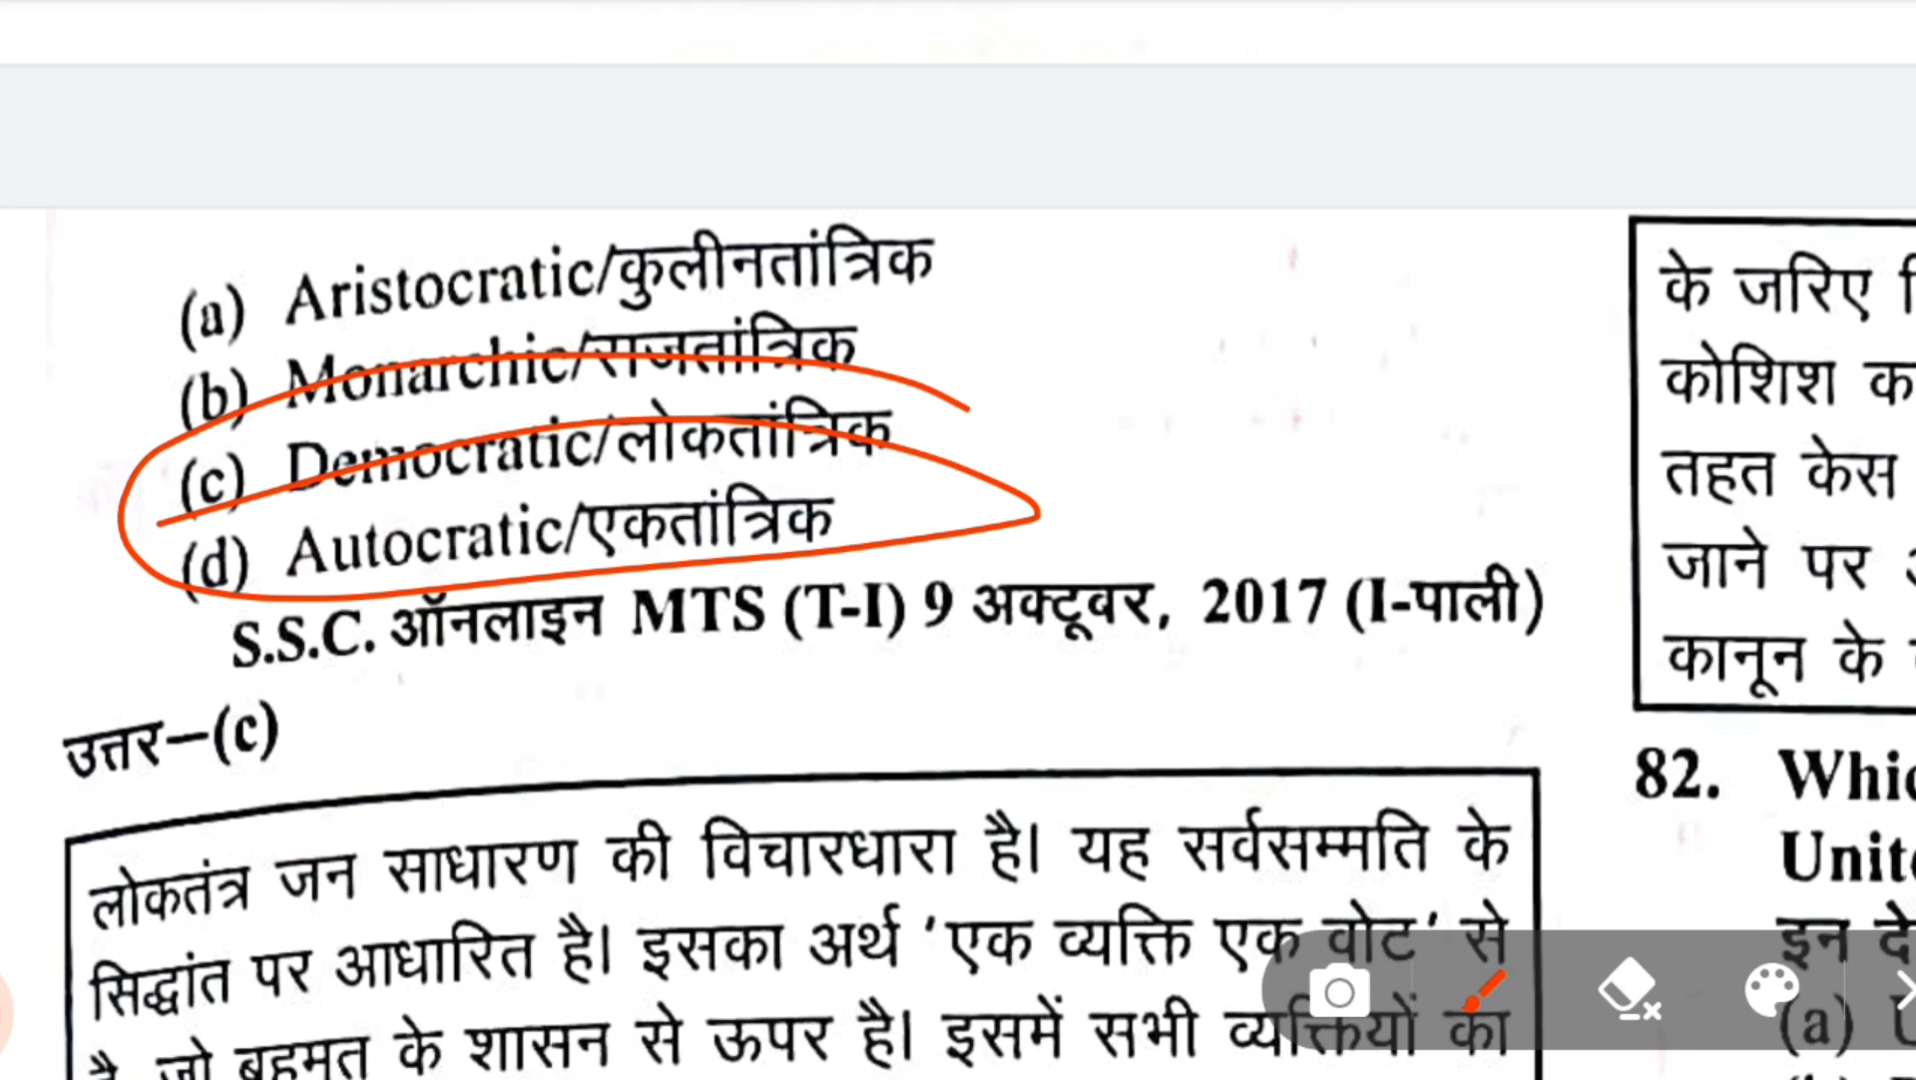 (a) Aristocratic/कुलीनतांत्रिक
(b) Monarchic/राजतांत्रिक
(c) Democratic/लोकतांत्रिक
(d) Autocratic/एकतांत्रिक
S.S.C. ऑनलाइन MTS (T-I) 9 अक्टूबर, 2017 (I-पाली)
उत्तर–(c)
लोकतंत्र जन साधारण की विचारधारा है। यह सर्वसम्मति के
सिद्धांत पर आधारित है। इसका अर्थ 'एक व्यक्ति एक वोट' से
है जो बहुमत के शासन से ऊपर है। इसमें सभी व्यक्तियों का
के जरिए
कोशिश
तहत केस
जाने पर
कानून के
82.
इन
(a)